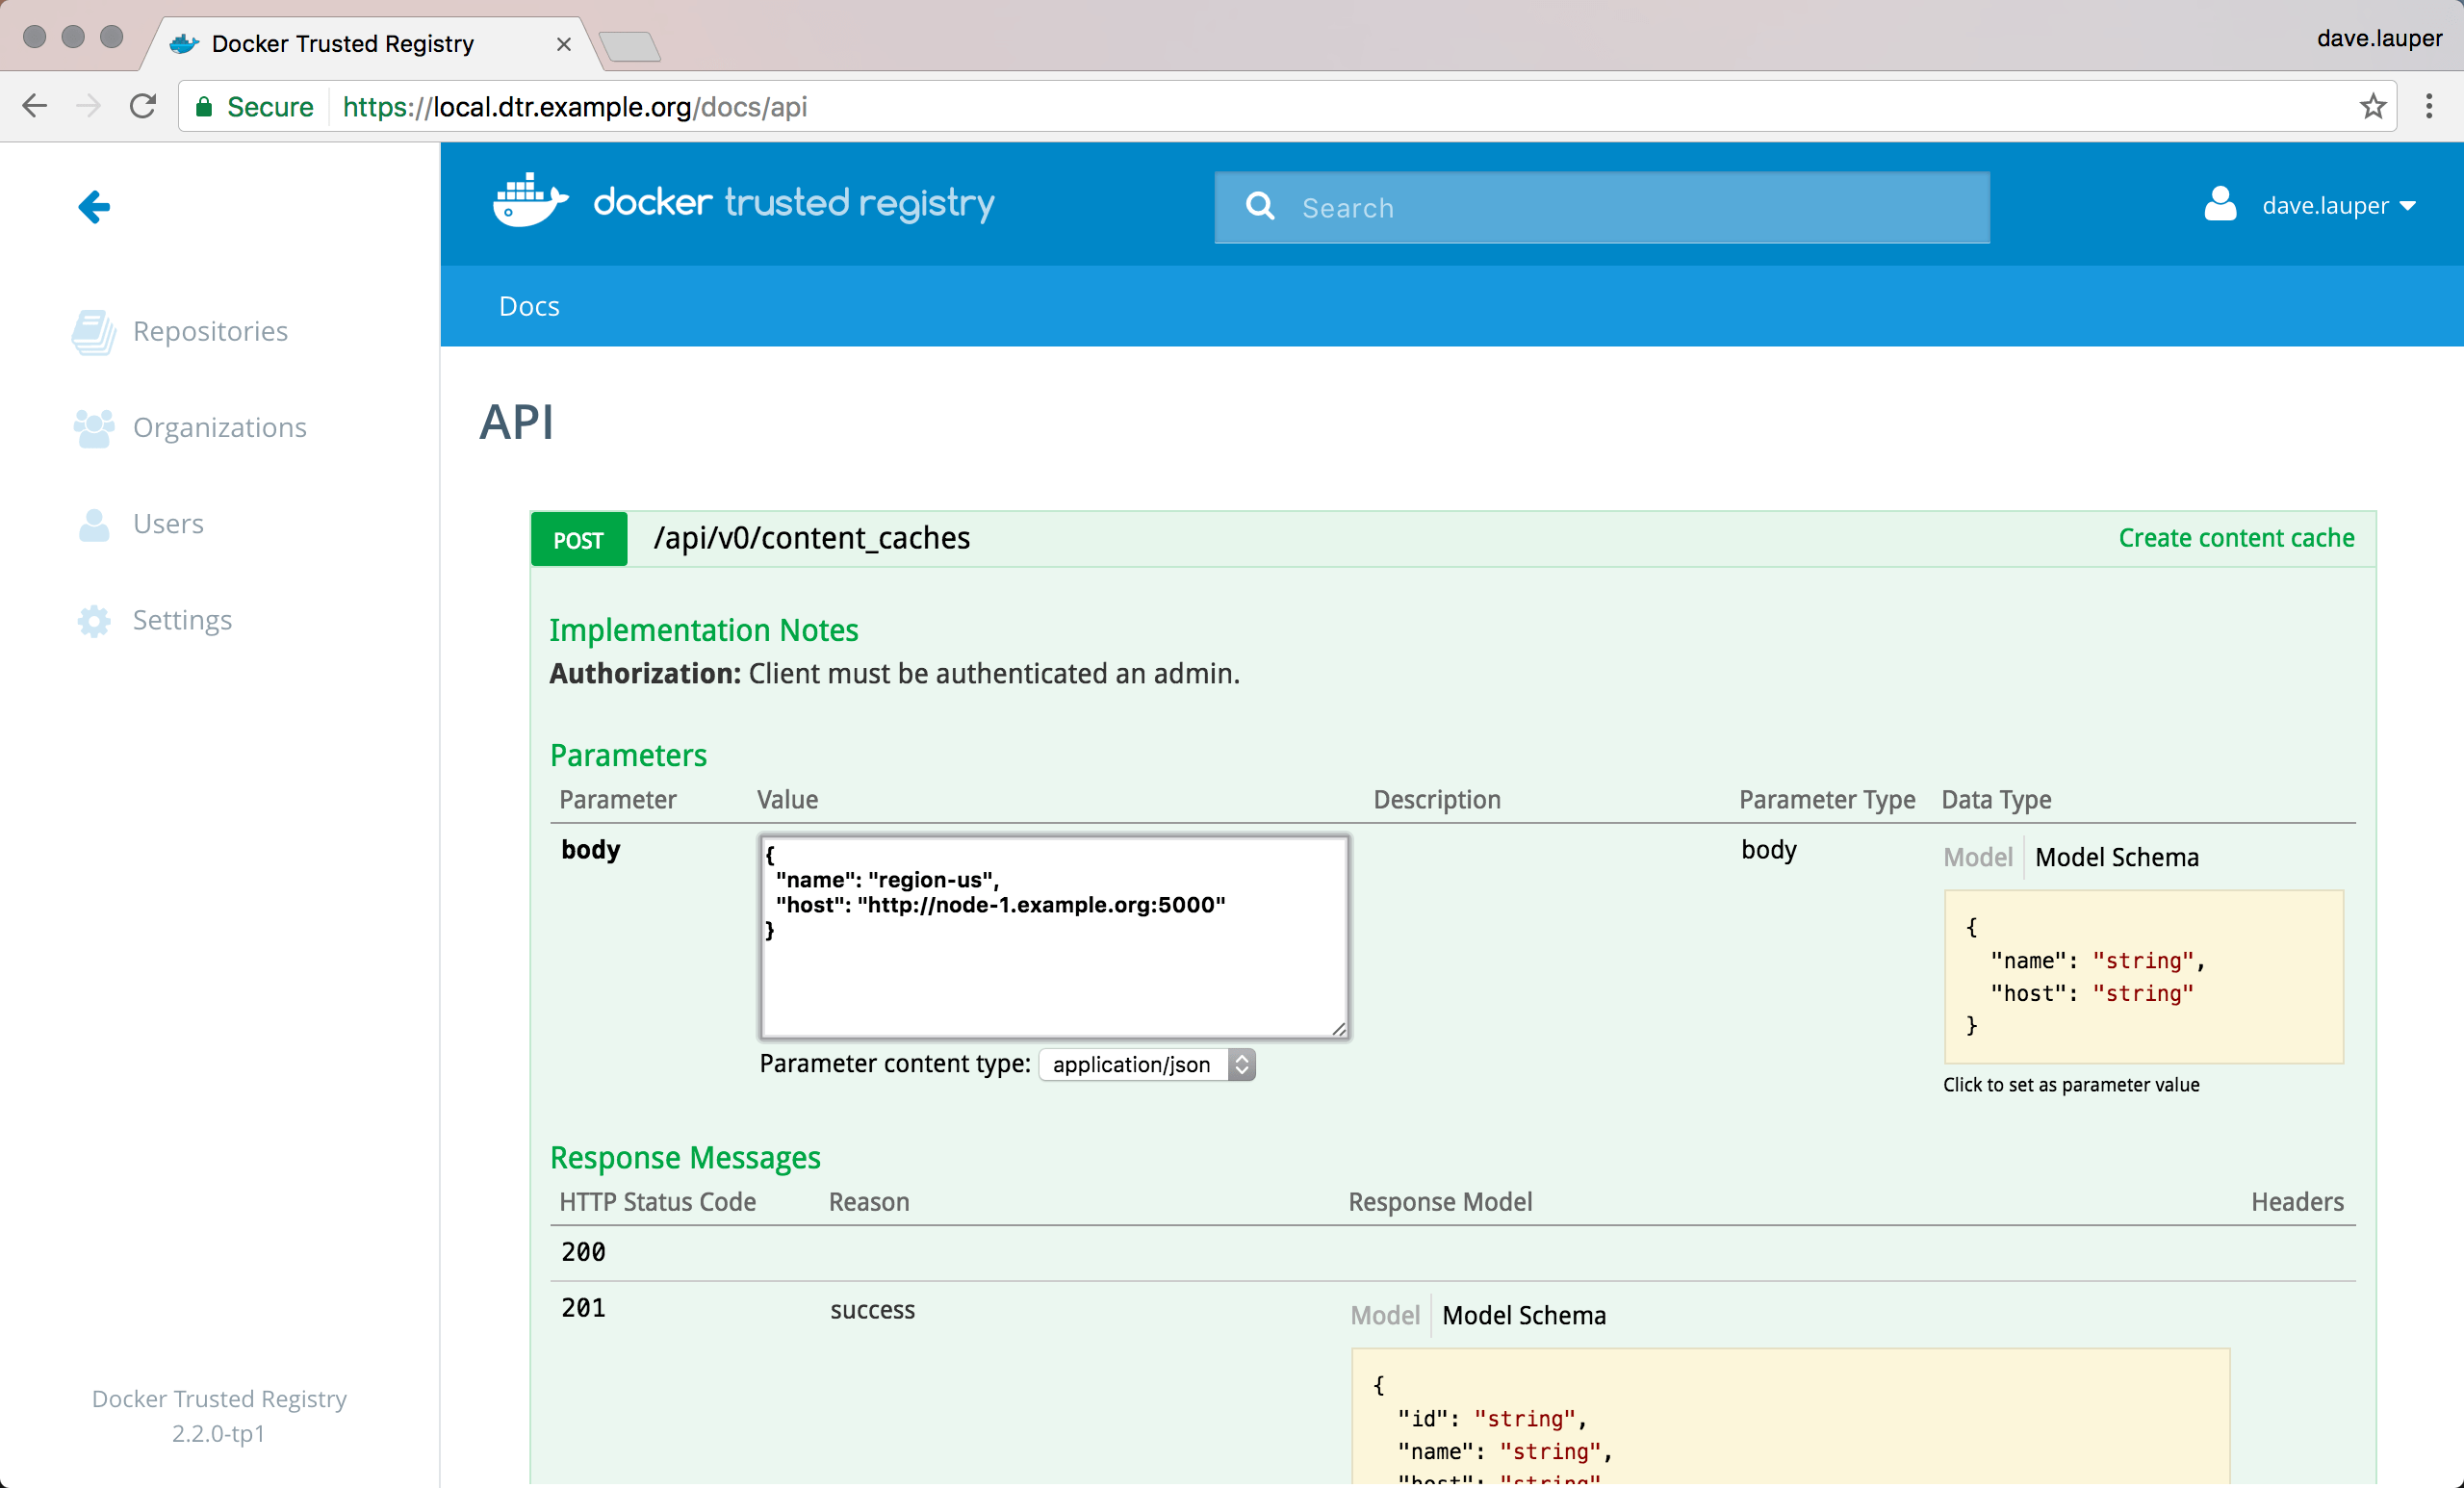 Docker Trusted Registry
dave.lauper
Secure https://local.dtr.example.org/docs/api
docker trusted registry
Search
dave.lauper
Docs
Repositories
Organizations
Users
Settings
Docker Trusted Registry
2.2.0-tp1
API
POST /api/v0/content_caches Create content cache
Implementation Notes
Authorization: Client must be authenticated an admin.
Parameters
Parameter Value Description Parameter Type Data Type
body
{
"name": "region-us",
"host": "http://node-1.example.org:5000"
}
Parameter content type: application/json
body
Model Model Schema
{
"name": "string",
"host": "string"
}
Click to set as parameter value
Response Messages
HTTP Status Code Reason Response Model Headers
200
201 success
Model Model Schema
{
"id": "string",
"name": "string",
"host": "string"